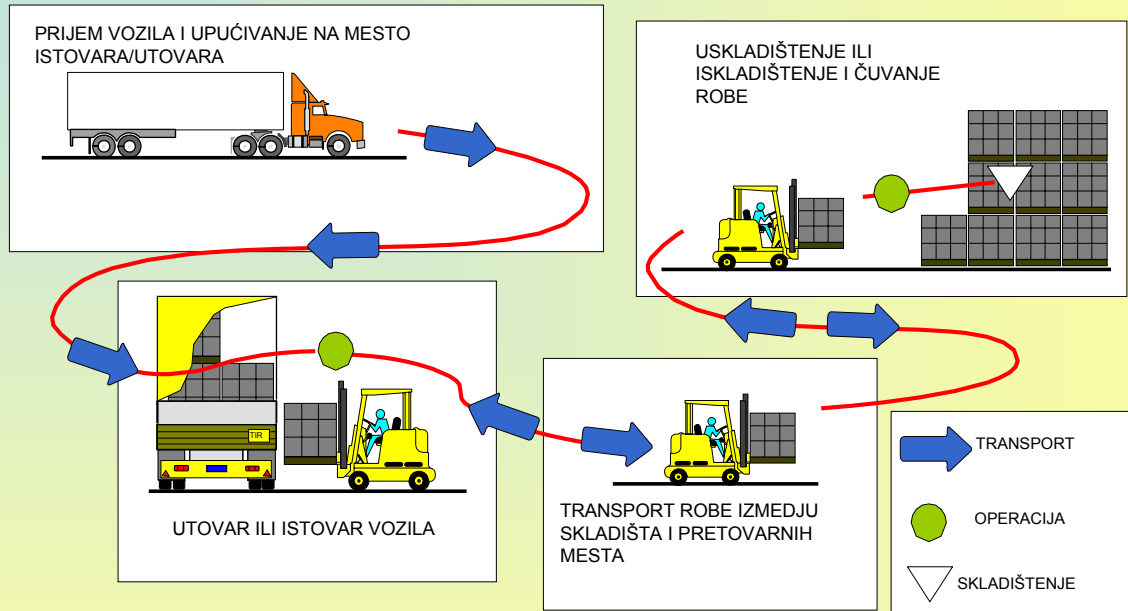 PRIJEM VOZILA I UPUĆIVANJE NA MESTO
ISTOVARA/UTOVARA
USKLADIŠTENJE ILI
ISKLADIŠTENJE I ČUVANJE
ROBE
TIR
UTOVAR ILI ISTOVAR VOZILA
TRANSPORT ROBE IZMEDJU
SKLADIŠTA I PRETOVARNIH
MESTA
TRANSPORT
OPERACIJA
SKLADIŠTENJE